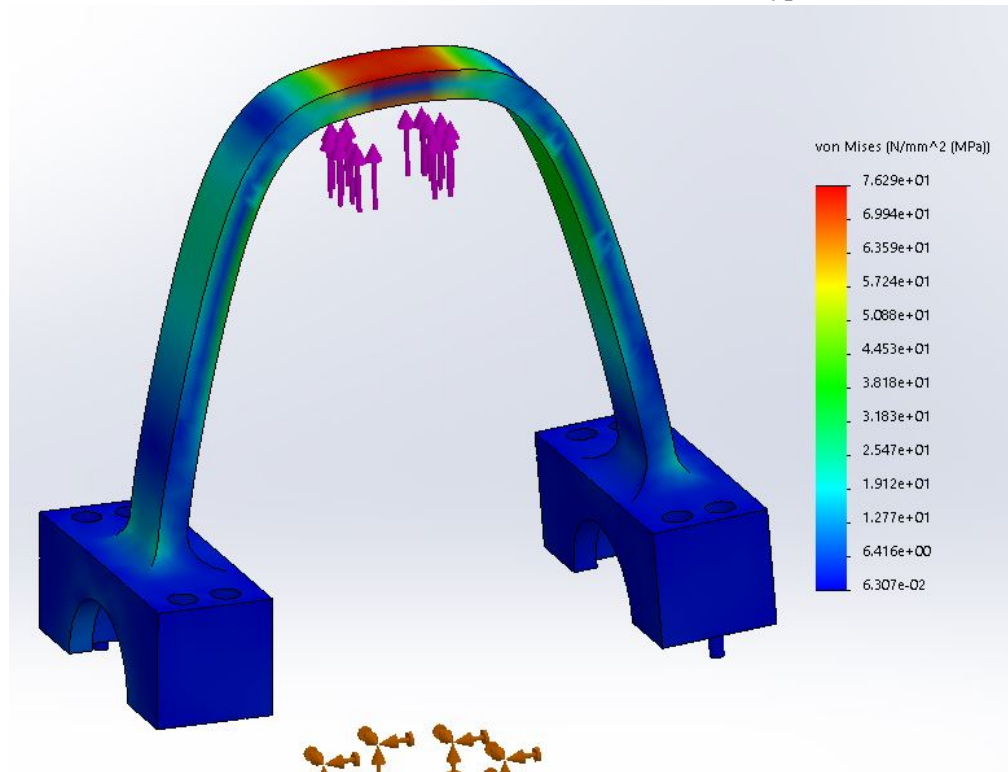 von Mises (N/mm^2 (MPa))
7.629e+01
6.994e+01
6.359e+01
5.724e+01
5.088e+01
4.453e+01
3.818e+01
3.183e+01
2.547e+01
1.912e+01
1.277e+01
6.416e+00
6.307e-02